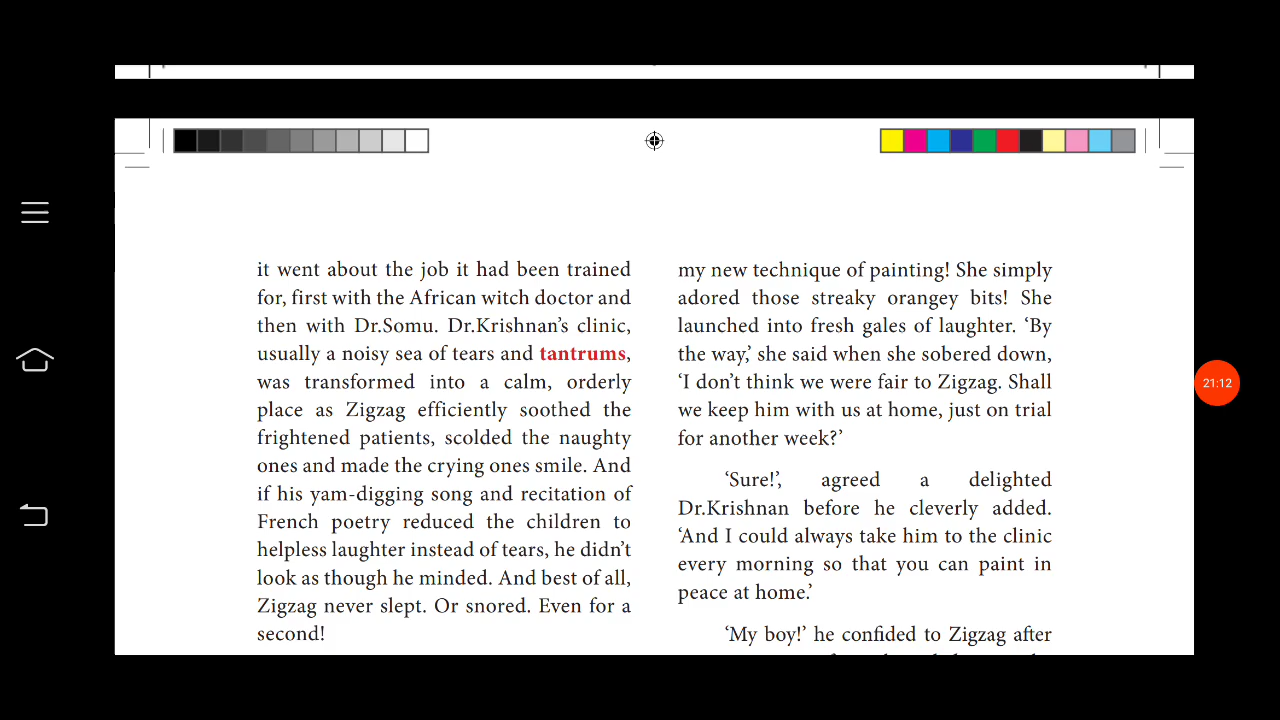 it went about the job it had been trained
for, first with the African witch doctor and
then with Dr.Somu. Dr.Krishnan's clinic,
usually a noisy sea of tears and tantrums,
was transformed into a calm, orderly
place as Zigzag efficiently soothed the
frightened patients, scolded the naughty
ones and made the crying ones smile. And
if his yam-digging song and recitation of
French poetry reduced the children to
helpless laughter instead of tears, he didn't
look as though he minded. And best of all,
Zigzag never slept. Or snored. Even for a
second!
my new technique of painting! She simply
adored those streaky orangey bits! She
launched into fresh gales of laughter. 'By
the way,' she said when she sobered down,
'I don't think we were fair to Zigzag. Shall
we keep him with us at home, just on trial
for another week?'
'Sure!', agreed a delighted
Dr.Krishnan before he cleverly added.
'And I could always take him to the clinic
every morning so that you can paint in
peace at home.'
'My boy!' he confided to Zigzag after
21:12